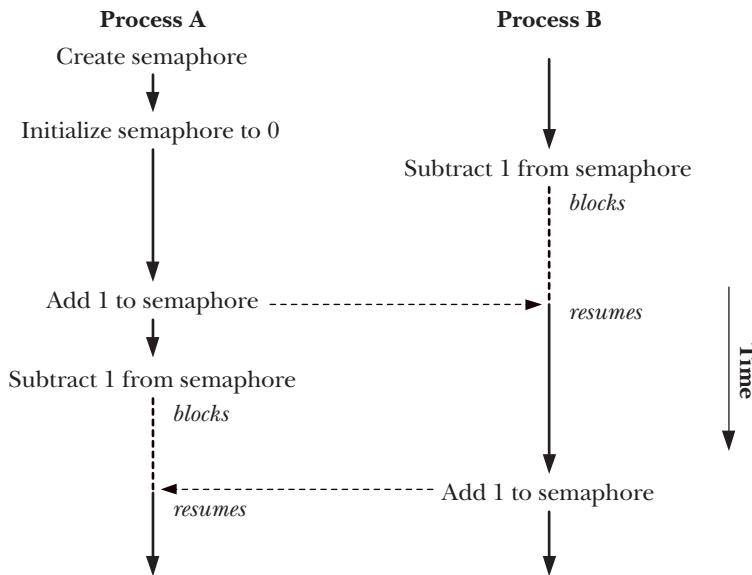 Process A
Create semaphore
Initialize semaphore to 0
Add 1 to semaphore
Subtract 1 from semaphore
blocks
resumes
Process B
Subtract 1 from semaphore
blocks
resumes
Add 1 to semaphore
Time